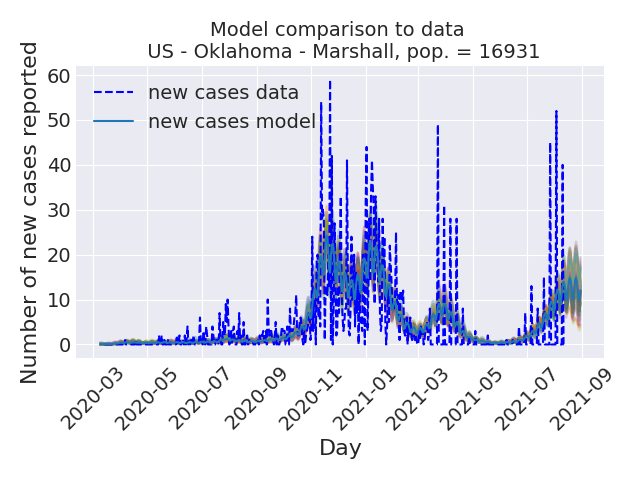 Model comparison to data
US - Oklahoma - Marshall, pop. = 16931
Number of new cases reported
60
50
40
30
20
10
0
new cases data
new cases model
2020-03
2020-05
2020-07
2020-09
2020-11
2021-01
2021-03
2021-05
2021-07
2021-09
Day